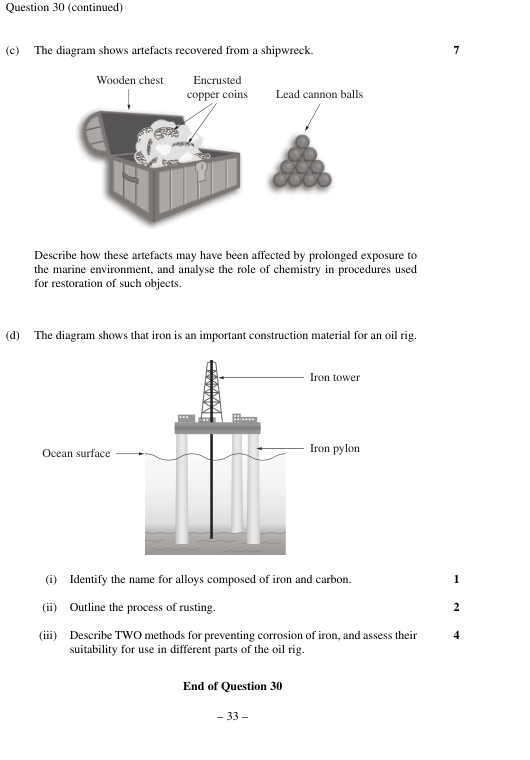 Question 30 (continued)
(c) The diagram shows artefacts recovered from a shipwreck. 7
Wooden chest
Encrusted
copper coins
Lead cannon balls
Describe how these artefacts may have been affected by prolonged exposure to
the marine environment, and analyse the role of chemistry in procedures used
for restoration of such objects.
(d) The diagram shows that iron is an important construction material for an oil rig.
Iron tower
Ocean surface
Iron pylon
(i) Identify the name for alloys composed of iron and carbon. 1
(ii) Outline the process of rusting. 2
(iii) Describe TWO methods for preventing corrosion of iron, and assess their 4
suitability for use in different parts of the oil rig.
End of Question 30
– 33 –